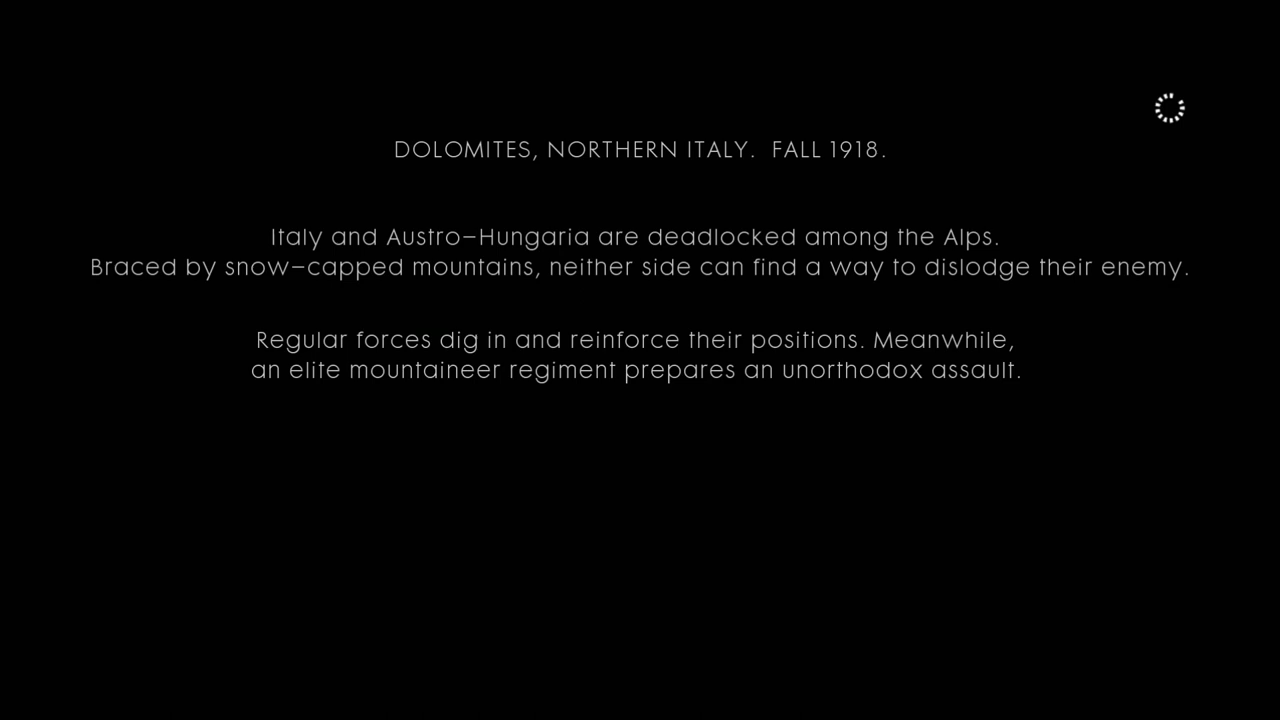 DOLOMITES, NORTHERN ITALY.  FALL 1918.
Italy and Austro-Hungaria are deadlocked among the Alps.
Braced by snow-capped mountains, neither side can find a way to dislodge their enemy.
Regular forces dig in and reinforce their positions. Meanwhile,
an elite mountaineer regiment prepares an unorthodox assault.